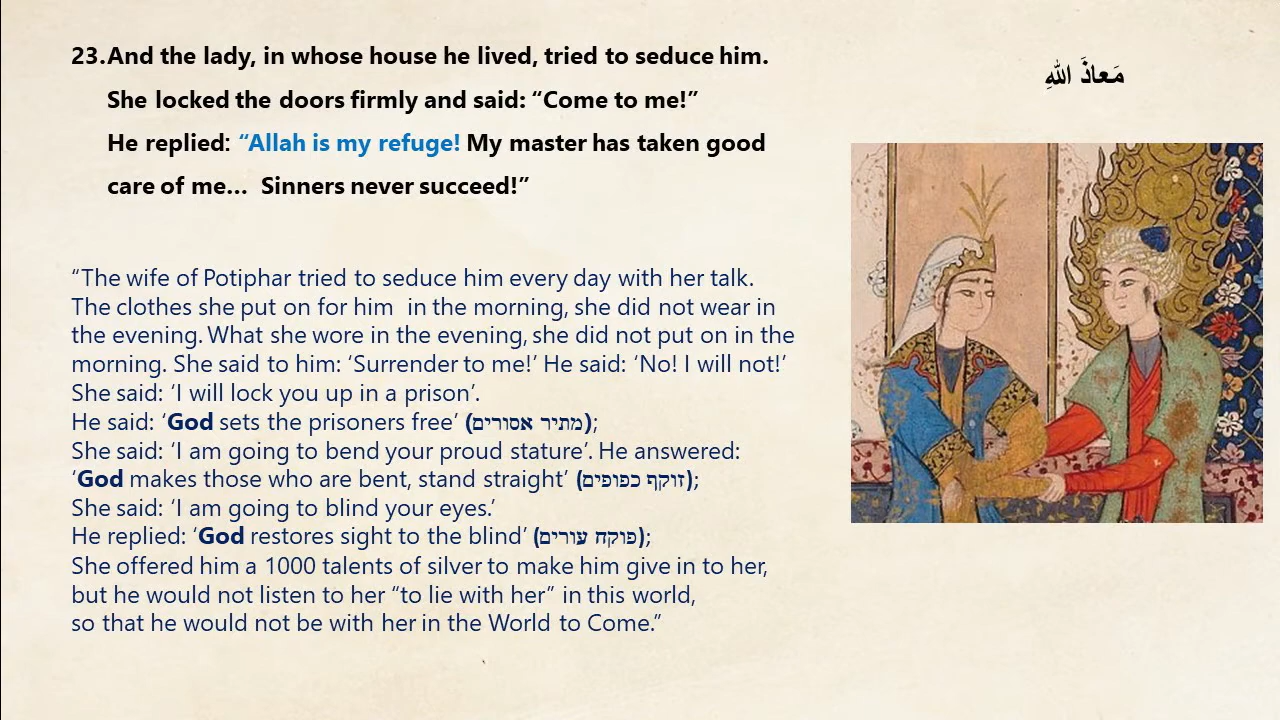 23. And the lady, in whose house he lived, tried to seduce him.
She locked the doors firmly and said: “Come to me!”
He replied: “Allah is my refuge! My master has taken good
care of me… Sinners never succeed!”
مَعاذَ اللهِ
“The wife of Potiphar tried to seduce him every day with her talk.
The clothes she put on for him in the morning, she did not wear in
the evening. What she wore in the evening, she did not put on in the
morning. She said to him: ‘Surrender to me!’ He said: ‘No! I will not!’
She said: ‘I will lock you up in a prison’.
He said: ‘God sets the prisoners free’ (מתיר אסורים);
She said: ‘I am going to bend your proud stature’. He answered:
‘God makes those who are bent, stand straight’ (זוקף כפופים);
She said: ‘I am going to blind your eyes.’
He replied: ‘God restores sight to the blind’ (פוקח עורים);
She offered him a 1000 talents of silver to make him give in to her,
but he would not listen to her “to lie with her” in this world,
so that he would not be with her in the World to Come.”